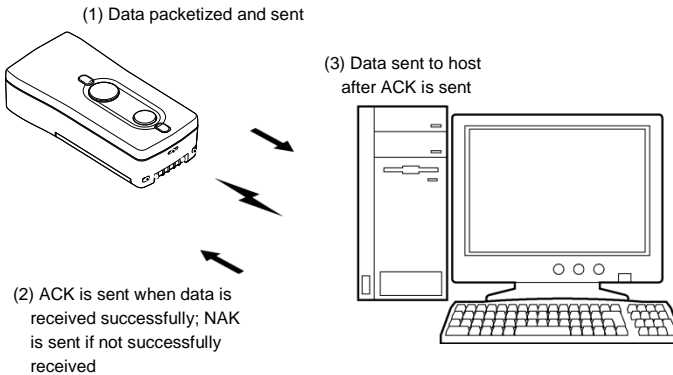 (1) Data packetized and sent
(3) Data sent to host
after ACK is sent
(2) ACK is sent when data is
received successfully; NAK
is sent if not successfully
received